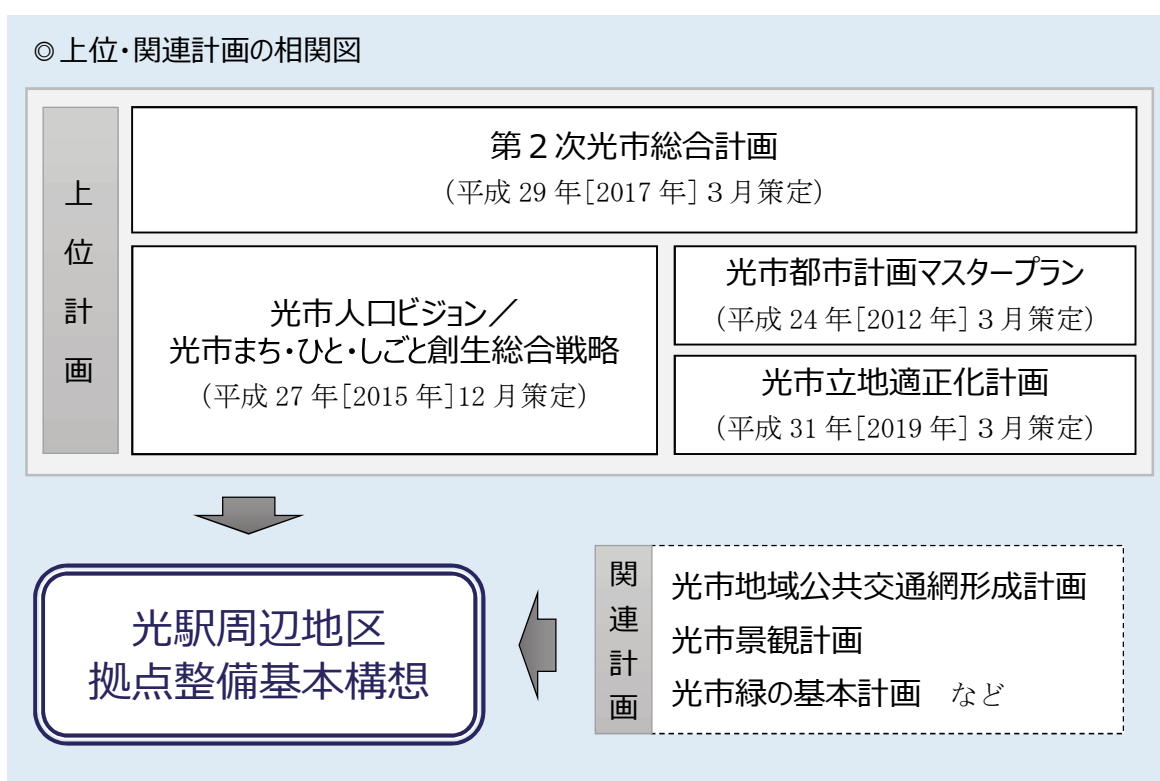 ◎上位・関連計画の相関図
上位計画
第２次光市総合計画
（平成 29 年［2017 年］３月策定）
光市人口ビジョン／
光市まち・ひと・しごと創生総合戦略
（平成 27 年［2015 年］12 月策定）
光市都市計画マスタープラン
（平成 24 年［2012 年］３月策定）
光市立地適正化計画
（平成 31 年［2019 年］３月策定）
光駅周辺地区
拠点整備基本構想
関連計画
光市地域公共交通網形成計画
光市景観計画
光市緑の基本計画　など